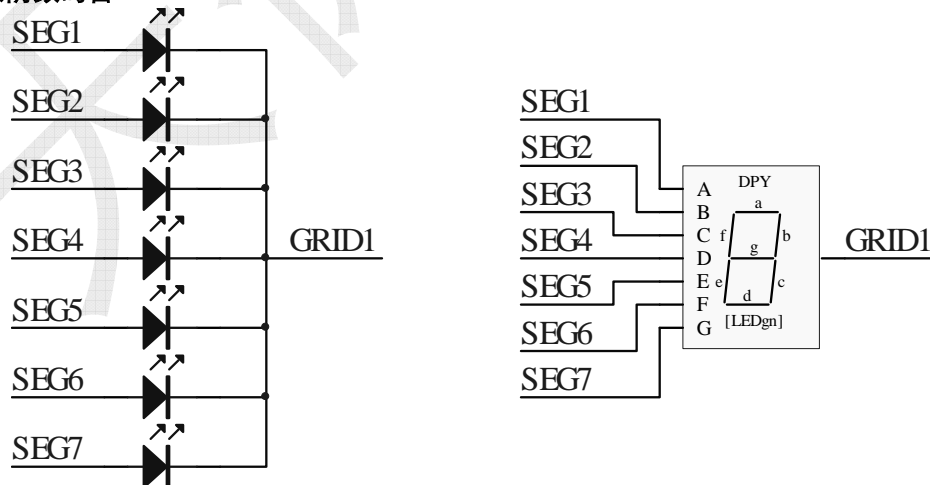 SEG1
SEG2
SEG3
SEG4
SEG5
SEG6
SEG7
GRID1
SEG1
SEG2
SEG3
SEG4
SEG5
SEG6
SEG7
A
B
C
D
E
F
G
DPY
a
f
b
g
e
c
d
[LEDgn]
GRID1